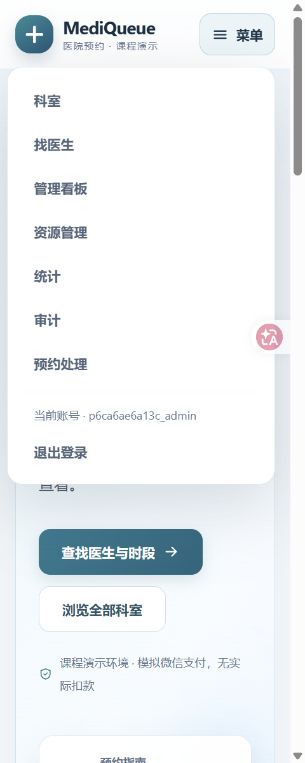 MediQueue
医院预约 · 课程演示
菜单
科室
找医生
管理看板
资源管理
统计
审计
预约处理
当前账号 · p6ca6ae6a13c_admin
退出登录
查看。
查找医生与时段 →
浏览全部科室
课程演示环境 · 模拟微信支付，无实
际扣款
预约指南